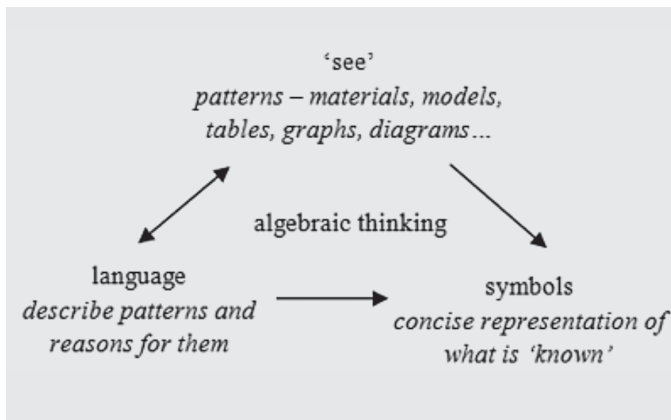 ‘see’
patterns – materials, models,
tables, graphs, diagrams...
algebraic thinking
language
describe patterns and
reasons for them
symbols
concise representation of
what is ‘known’